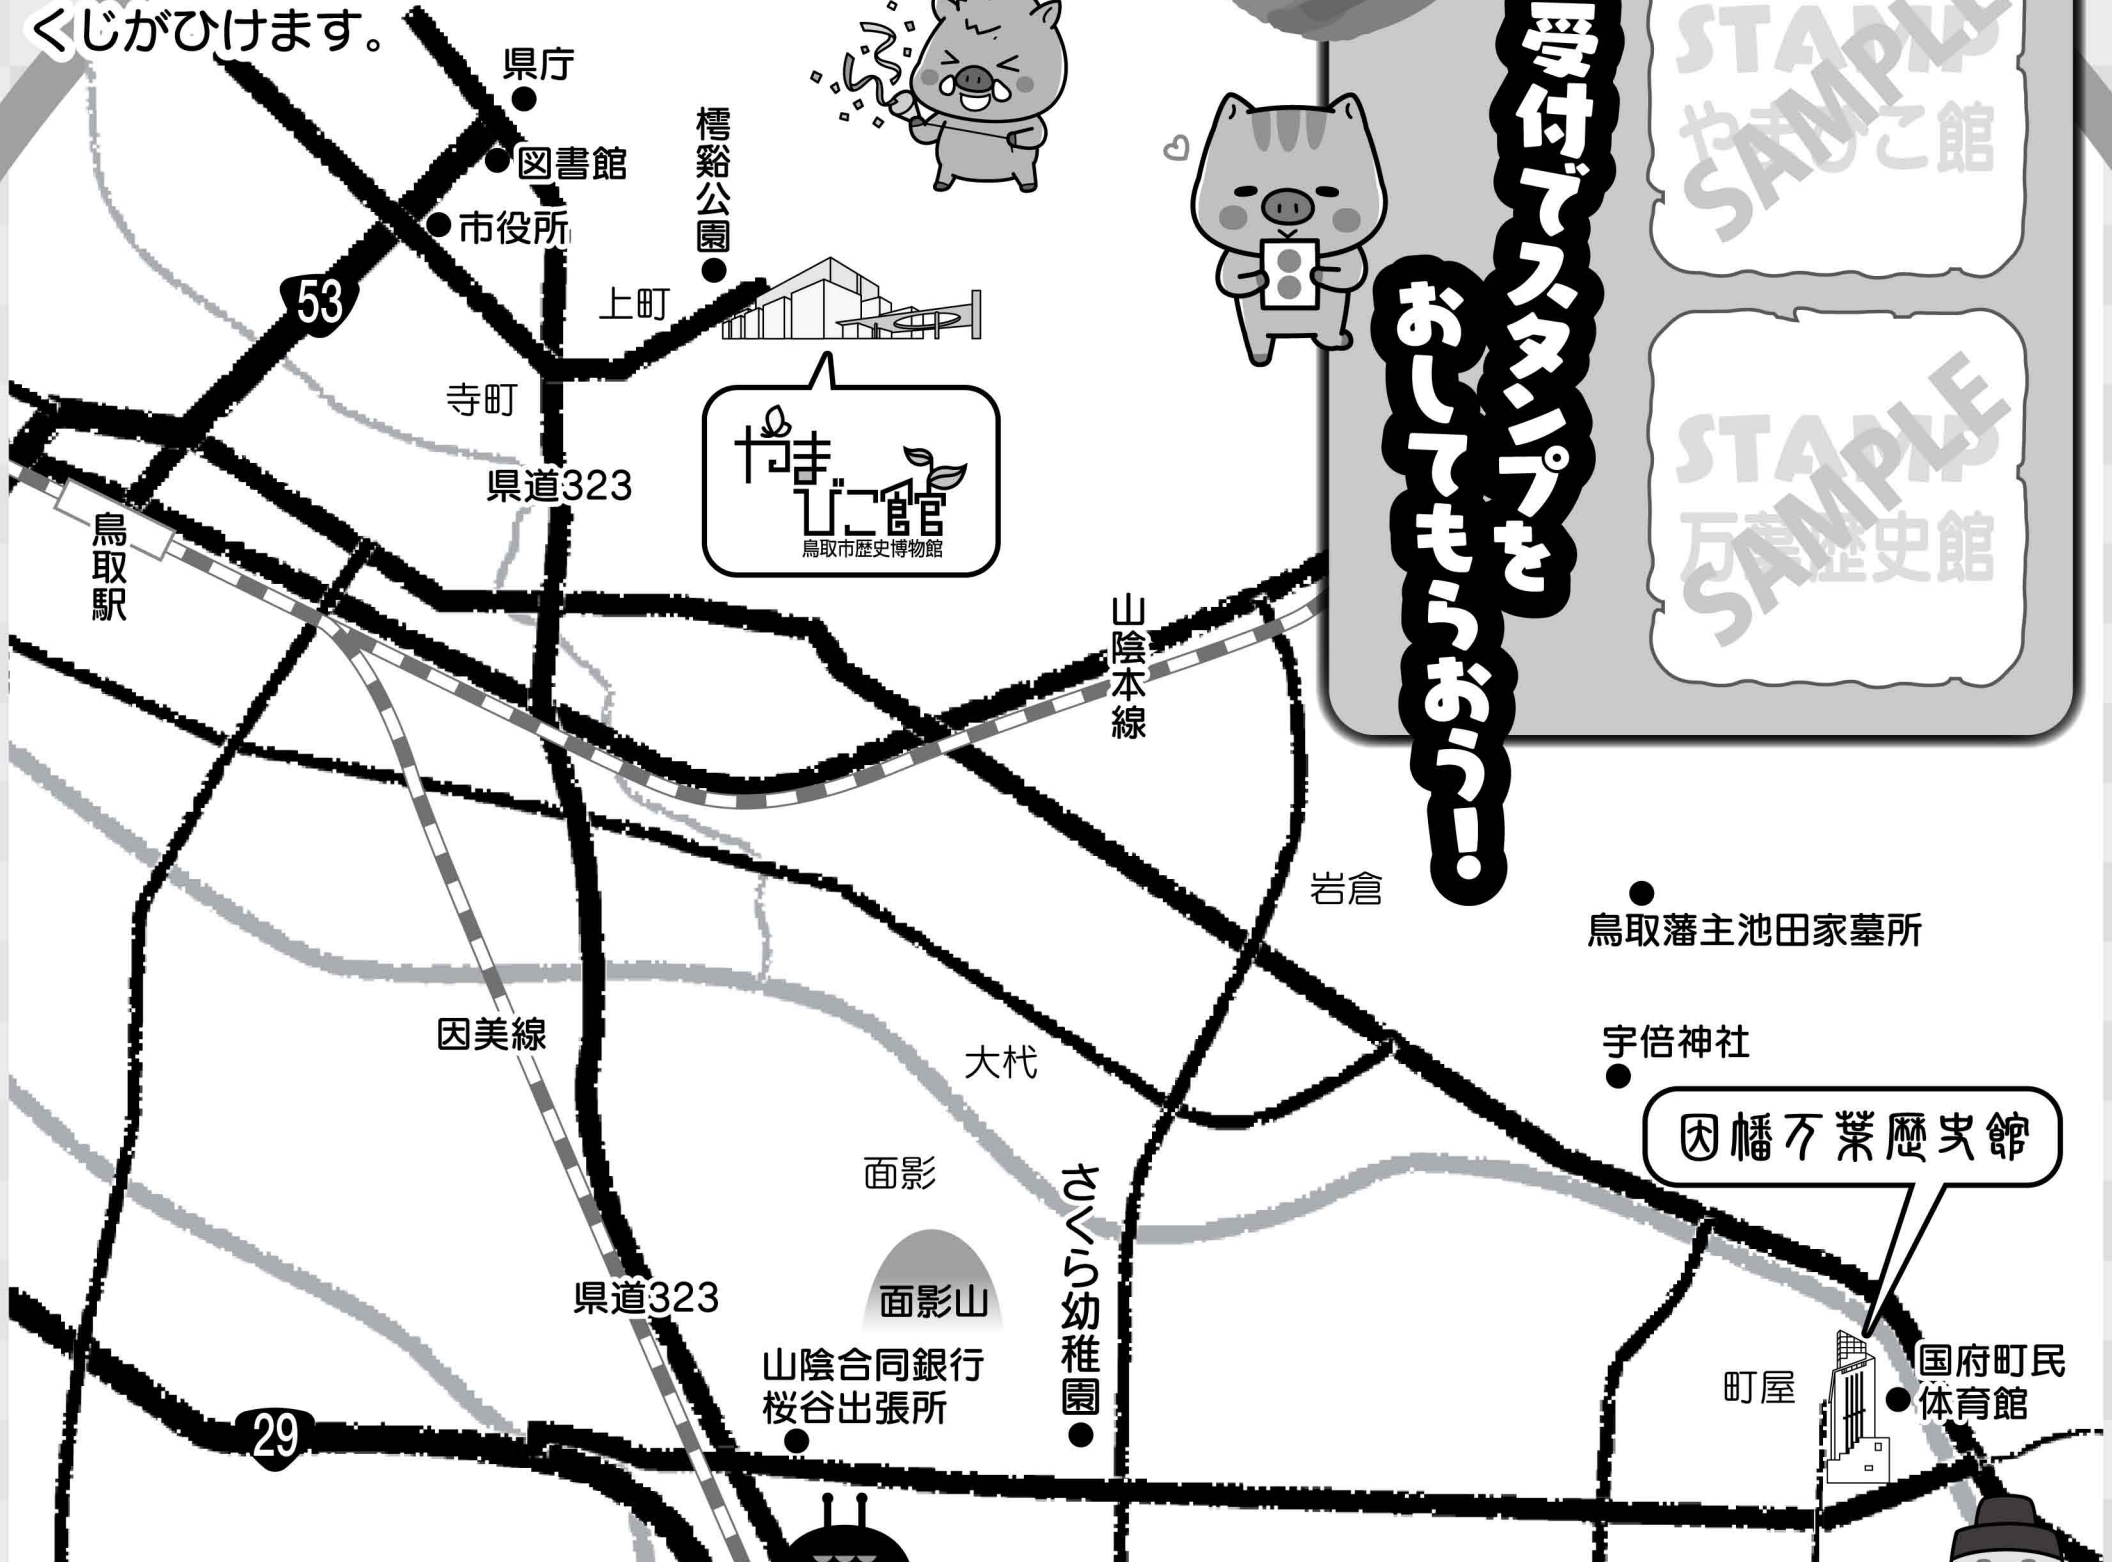 くじがひけます。
県庁
図書館
市役所
樗谿公園
上町
53
寺町
県道323
やまびこ館
鳥取市歴史博物館
鳥取駅
受付でスタンプを
おしてもらおう!
STAMP
やまびこ館
SAMPLE
STAMP
万葉歴史館
SAMPLE
山陰本線
岩倉
鳥取藩主池田家墓所
因美線
大杙
宇倍神社
因幡万葉歴史館
面影
さくら幼稚園
面影山
県道323
山陰合同銀行
桜谷出張所
町屋
国府町民
体育館
29